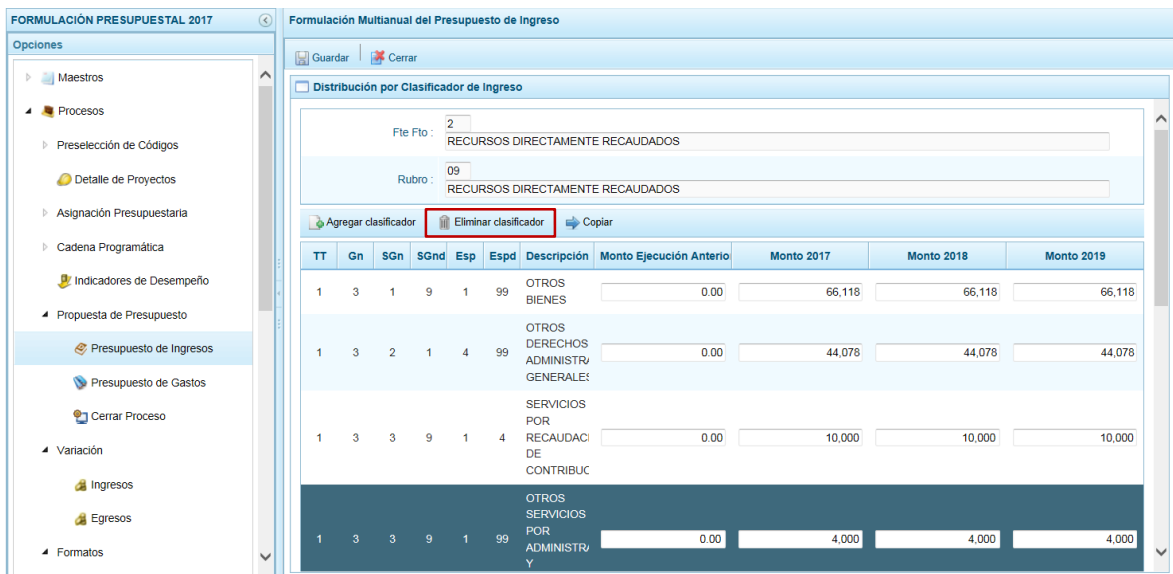 FORMULACIÓN PRESUPUESTAL 2017
Opciones
Maestros
Procesos
Preselección de Códigos
Detalle de Proyectos
Asignación Presupuestaria
Cadena Programática
Indicadores de Desempeño
Propuesta de Presupuesto
Presupuesto de Ingresos
Presupuesto de Gastos
Cerrar Proceso
Variación
Ingresos
Egresos
Formatos
Formulación Multianual del Presupuesto de Ingreso
Guardar Cerrar
Distribución por Clasificador de Ingreso
Fte Fto : 2
RECURSOS DIRECTAMENTE RECAUDADOS
Rubro : 09
RECURSOS DIRECTAMENTE RECAUDADOS
Agregar clasificador Eliminar clasificador Copiar
TT Gn SGn SGnd Esp Espd Descripción Monto Ejecución Anterio Monto 2017 Monto 2018 Monto 2019
OTROS
1 3 1 9 1 99 BIENES 0.00 66,118 66,118 66,118
OTROS
DERECHOS
1 3 2 1 4 99 ADMINISTRA 0.00 44,078 44,078 44,078
GENERALES
SERVICIOS
POR
1 3 3 9 1 4 RECAUDACI 0.00 10,000 10,000 10,000
DE
CONTRIBUC
OTROS
SERVICIOS
POR
1 3 3 9 1 99 ADMINISTRA 0.00 4,000 4,000 4,000
Y